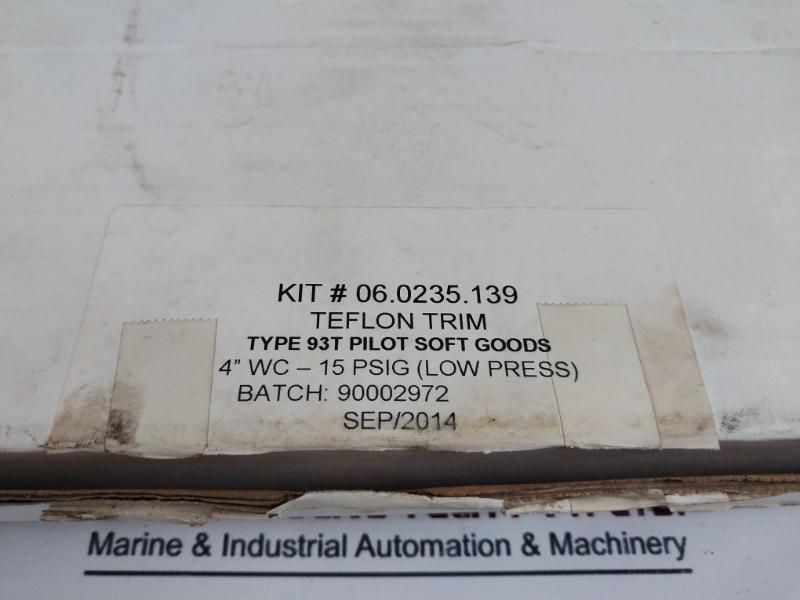 KIT # 06.0235.139
TEFLON TRIM
TYPE 93T PILOT SOFT GOODS
4” WC – 15 PSIG (LOW PRESS)
BATCH: 90002972
SEP/2014
Marine & Industrial Automation & Machinery